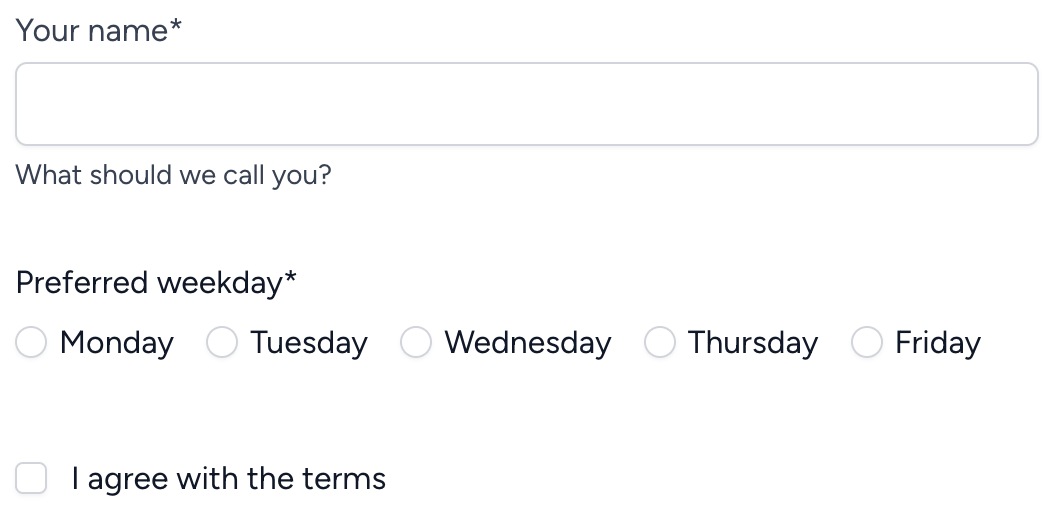 Your name*
What should we call you?
Preferred weekday*
Monday Tuesday Wednesday Thursday Friday
I agree with the terms